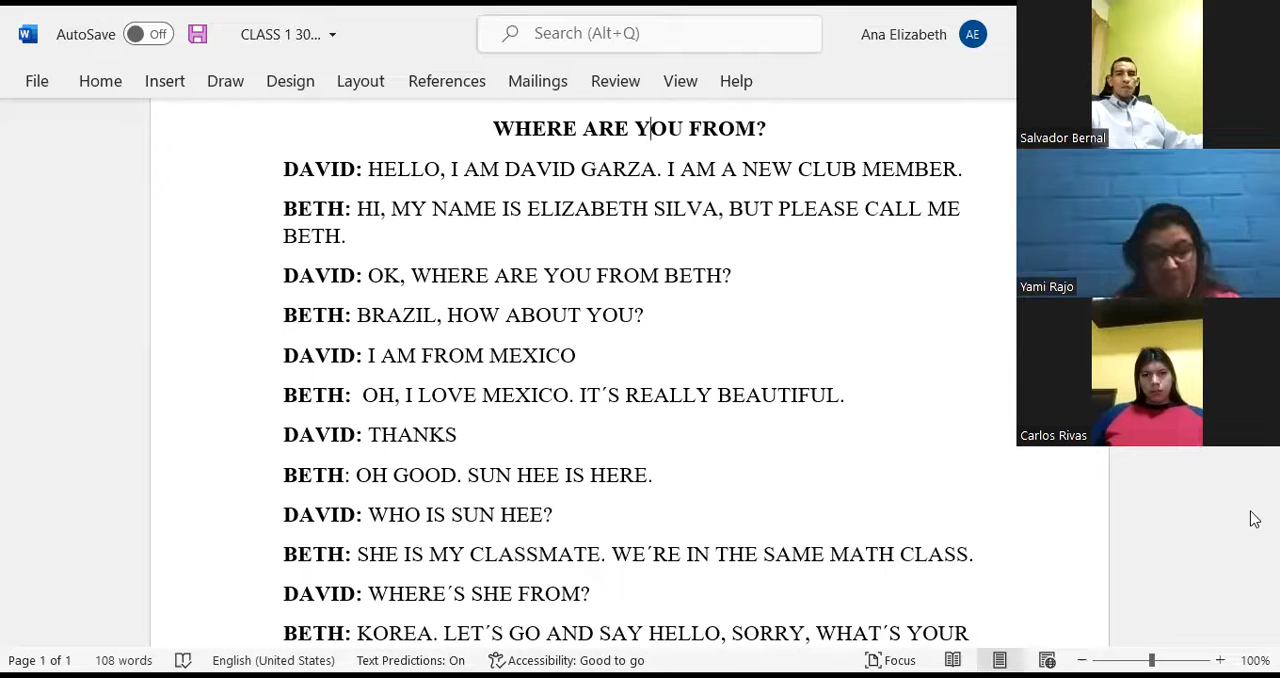 AutoSave Off CLASS 1 30... Search (Alt+Q) Ana Elizabeth AE
File Home Insert Draw Design Layout References Mailings Review View Help
WHERE ARE YOU FROM?
DAVID: HELLO, I AM DAVID GARZA. I AM A NEW CLUB MEMBER.
BETH: HI, MY NAME IS ELIZABETH SILVA, BUT PLEASE CALL ME
BETH.
DAVID: OK, WHERE ARE YOU FROM BETH?
BETH: BRAZIL, HOW ABOUT YOU?
DAVID: I AM FROM MEXICO
BETH: OH, I LOVE MEXICO. IT´S REALLY BEAUTIFUL.
DAVID: THANKS
BETH: OH GOOD. SUN HEE IS HERE.
DAVID: WHO IS SUN HEE?
BETH: SHE IS MY CLASSMATE. WE´RE IN THE SAME MATH CLASS.
DAVID: WHERE´S SHE FROM?
BETH: KOREA. LET´S GO AND SAY HELLO, SORRY, WHAT´S YOUR
Page 1 of 1 108 words English (United States) Text Predictions: On Accessibility: Good to go Focus 100%
Salvador Bernal
Yami Rajo
Carlos Rivas